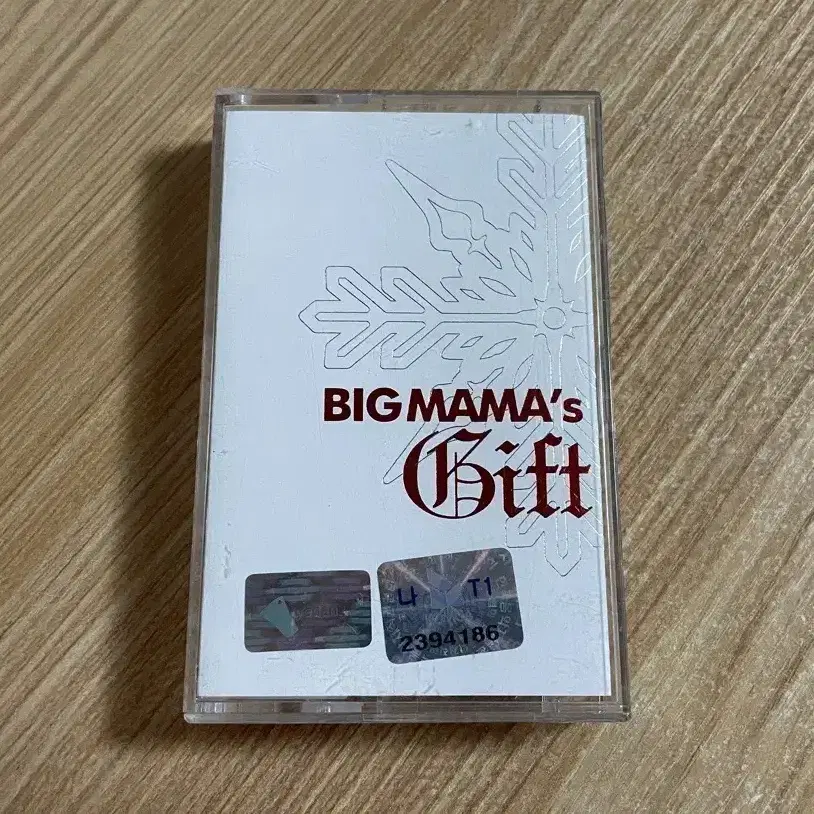 BIG MAMA's
Gift
나 T1
2394186